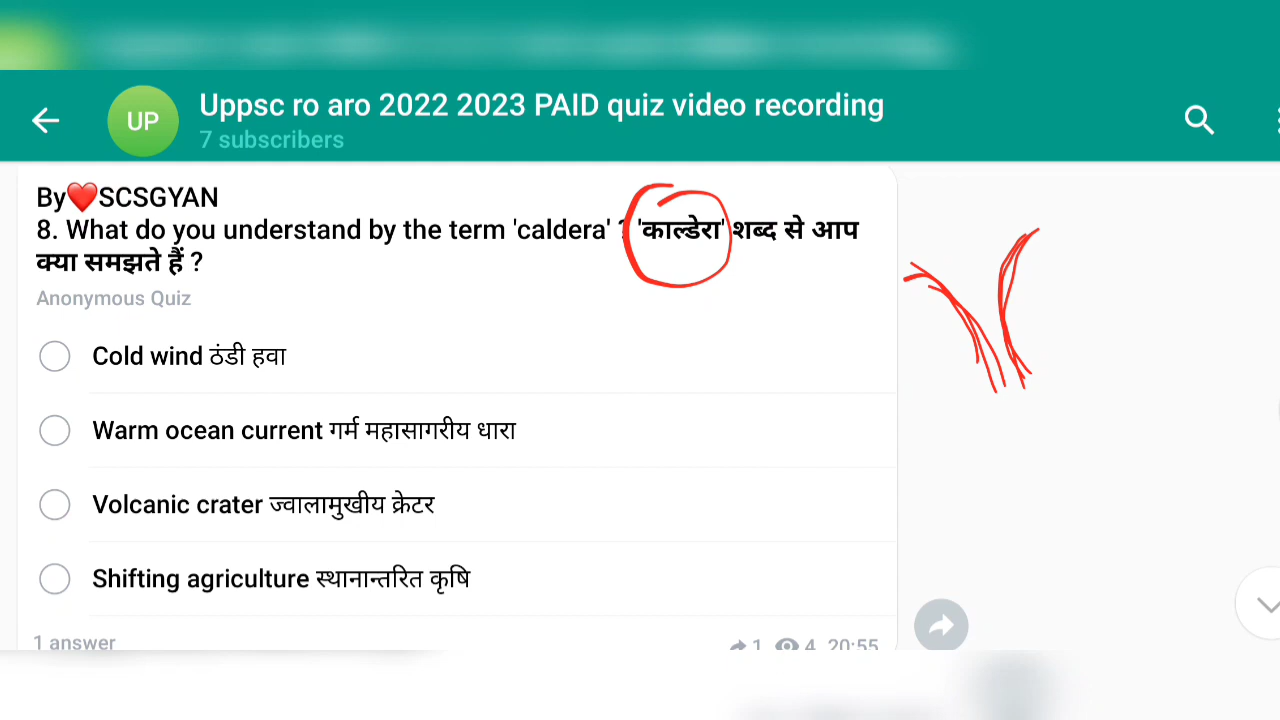 UP
Uppsc ro aro 2022 2023 PAID quiz video recording
7 subscribers
By❤️SCSGYAN
8. What do you understand by the term 'caldera' ? 'काल्डेरा' शब्द से आप
क्या समझते हैं ?
Anonymous Quiz
Cold wind ठंडी हवा
Warm ocean current गर्म महासागरीय धारा
Volcanic crater ज्वालामुखीय क्रेटर
Shifting agriculture स्थानान्तरित कृषि
1 answer
1 4 20:55